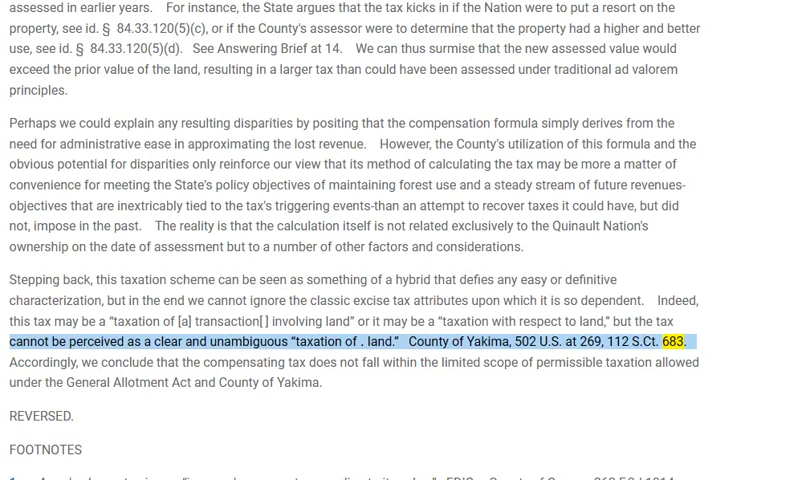 assessed in earlier years.    For instance, the State argues that the tax kicks in if the Nation were to put a resort on the
property, see id. §  84.33.120(5)(c), or if the County's assessor were to determine that the property had a higher and better
use, see id. §  84.33.120(5)(d).   See Answering Brief at 14.    We can thus surmise that the new assessed value would
exceed the prior value of the land, resulting in a larger tax than could have been assessed under traditional ad valorem
principles.
Perhaps we could explain any resulting disparities by positing that the compensation formula simply derives from the
need for administrative ease in approximating the lost revenue.    However, the County's utilization of this formula and the
obvious potential for disparities only reinforce our view that its method of calculating the tax may be more a matter of
convenience for meeting the State's policy objectives of maintaining forest use and a steady stream of future revenues-
objectives that are inextricably tied to the tax's triggering events-than an attempt to recover taxes it could have, but did
not, impose in the past.    The reality is that the calculation itself is not related exclusively to the Quinault Nation's
ownership on the date of assessment but to a number of other factors and considerations.
Stepping back, this taxation scheme can be seen as something of a hybrid that defies any easy or definitive
characterization, but in the end we cannot ignore the classic excise tax attributes upon which it is so dependent.    Indeed,
this tax may be a “taxation of [a] transaction[ ] involving land” or it may be a “taxation with respect to land,” but the tax
cannot be perceived as a clear and unambiguous “taxation of . land.”   County of Yakima, 502 U.S. at 269, 112 S.Ct. 683.
Accordingly, we conclude that the compensating tax does not fall within the limited scope of permissible taxation allowed
under the General Allotment Act and County of Yakima.
REVERSED.
FOOTNOTES